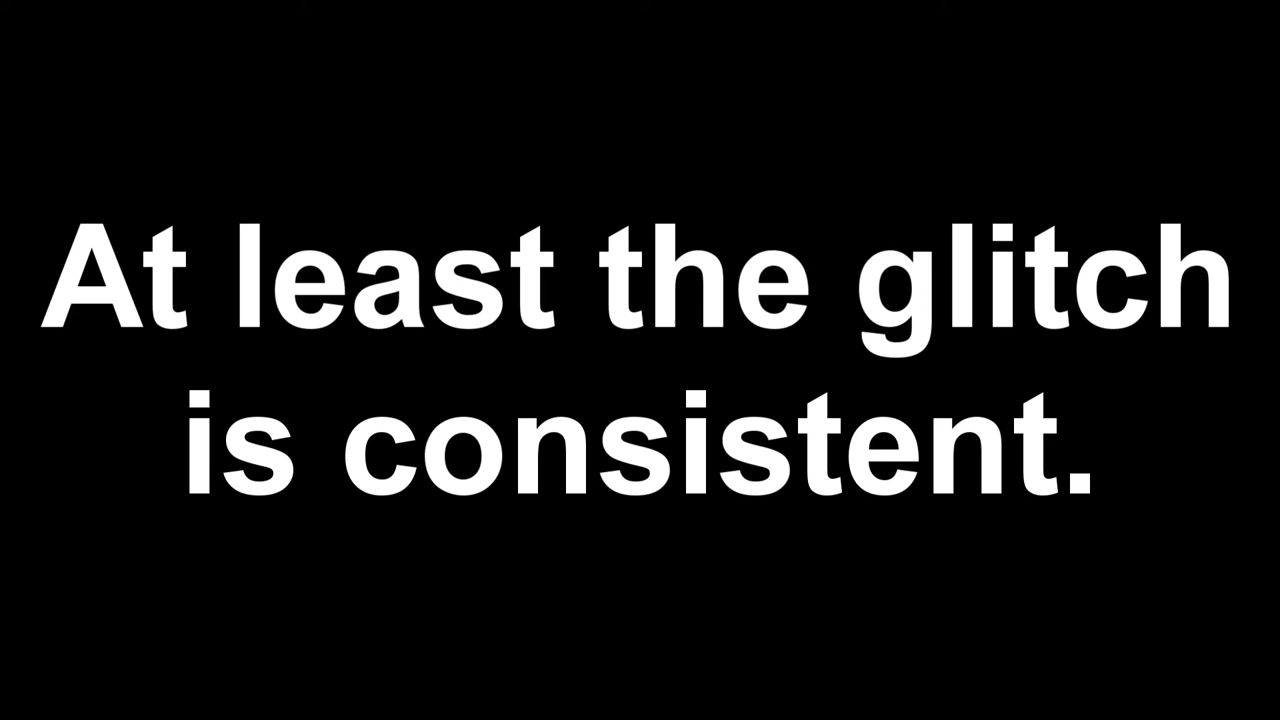 At least the glitch
is consistent.